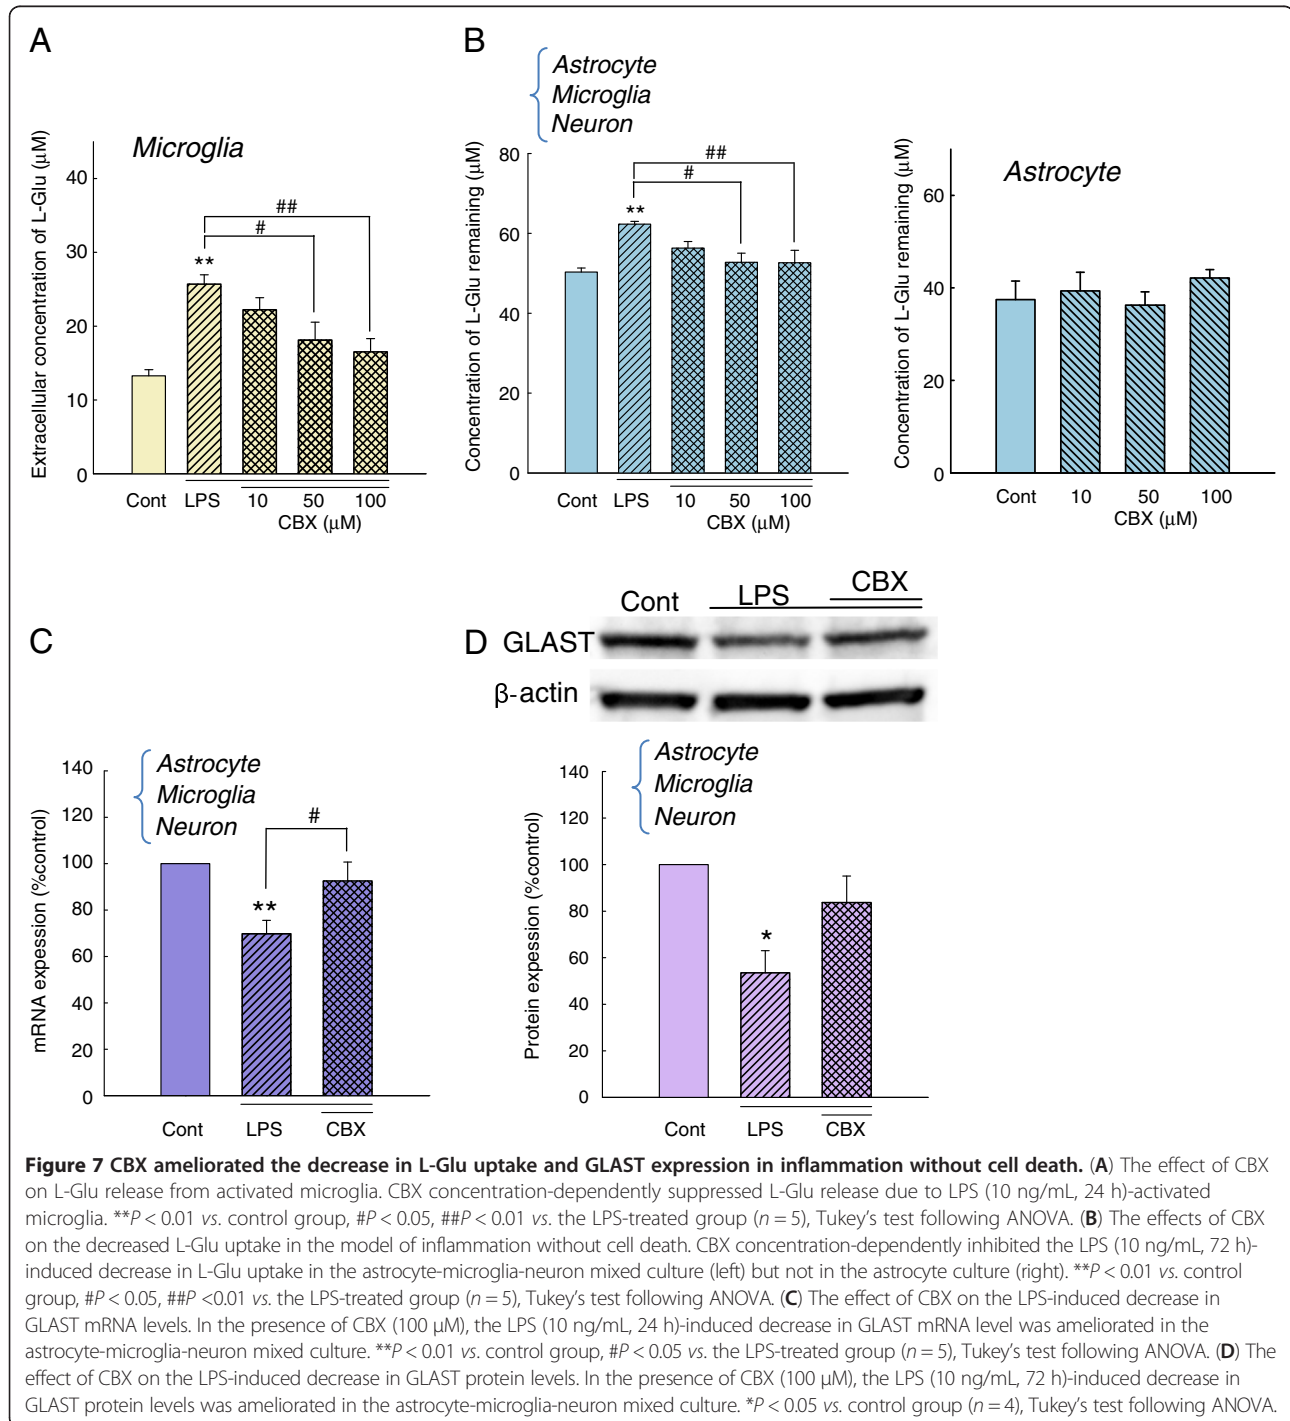 A
Microglia
Extracellular concentration of L-Glu (μM)
40
30
20
10
0
**
#
##
Cont LPS 10 50 100
CBX (μM)
B
Astrocyte
Microglia
Neuron
Concentration of L-Glu remaining (μM)
80
60
40
20
0
**
#
##
Cont LPS 10 50 100
CBX (μM)
Astrocyte
Concentration of L-Glu remaining (μM)
60
40
20
0
Cont 10 50 100
CBX (μM)
C
Astrocyte
Microglia
Neuron
mRNA expession (%control)
140
120
100
80
60
40
20
0
**
#
Cont LPS CBX
D
Cont LPS CBX
GLAST
β-actin
Astrocyte
Microglia
Neuron
Protein expession (%control)
140
120
100
80
60
40
20
0
*
Cont LPS CBX
Figure 7 CBX ameliorated the decrease in L-Glu uptake and GLAST expression in inflammation without cell death. (A) The effect of CBX
on L-Glu release from activated microglia. CBX concentration-dependently suppressed L-Glu release due to LPS (10 ng/mL, 24 h)-activated
microglia. **P < 0.01 vs. control group, #P < 0.05, ##P < 0.01 vs. the LPS-treated group (n = 5), Tukey’s test following ANOVA. (B) The effects of CBX
on the decreased L-Glu uptake in the model of inflammation without cell death. CBX concentration-dependently inhibited the LPS (10 ng/mL, 72 h)-
induced decrease in L-Glu uptake in the astrocyte-microglia-neuron mixed culture (left) but not in the astrocyte culture (right). **P < 0.01 vs. control
group, #P < 0.05, ##P <0.01 vs. the LPS-treated group (n = 5), Tukey’s test following ANOVA. (C) The effect of CBX on the LPS-induced decrease in
GLAST mRNA levels. In the presence of CBX (100 μM), the LPS (10 ng/mL, 24 h)-induced decrease in GLAST mRNA level was ameliorated in the
astrocyte-microglia-neuron mixed culture. **P < 0.01 vs. control group, #P < 0.05 vs. the LPS-treated group (n = 5), Tukey’s test following ANOVA. (D) The
effect of CBX on the LPS-induced decrease in GLAST protein levels. In the presence of CBX (100 μM), the LPS (10 ng/mL, 72 h)-induced decrease in
GLAST protein levels was ameliorated in the astrocyte-microglia-neuron mixed culture. *P < 0.05 vs. control group (n = 4), Tukey’s test following ANOVA.